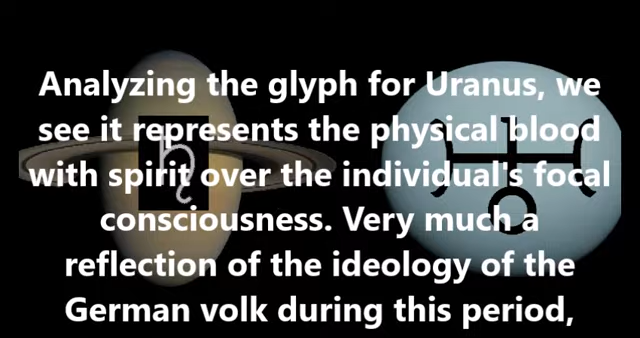 Analyzing the glyph for Uranus, we
see it represents the physical blood
with spirit over the individual's focal
consciousness. Very much a
reflection of the ideology of the
German volk during this period,